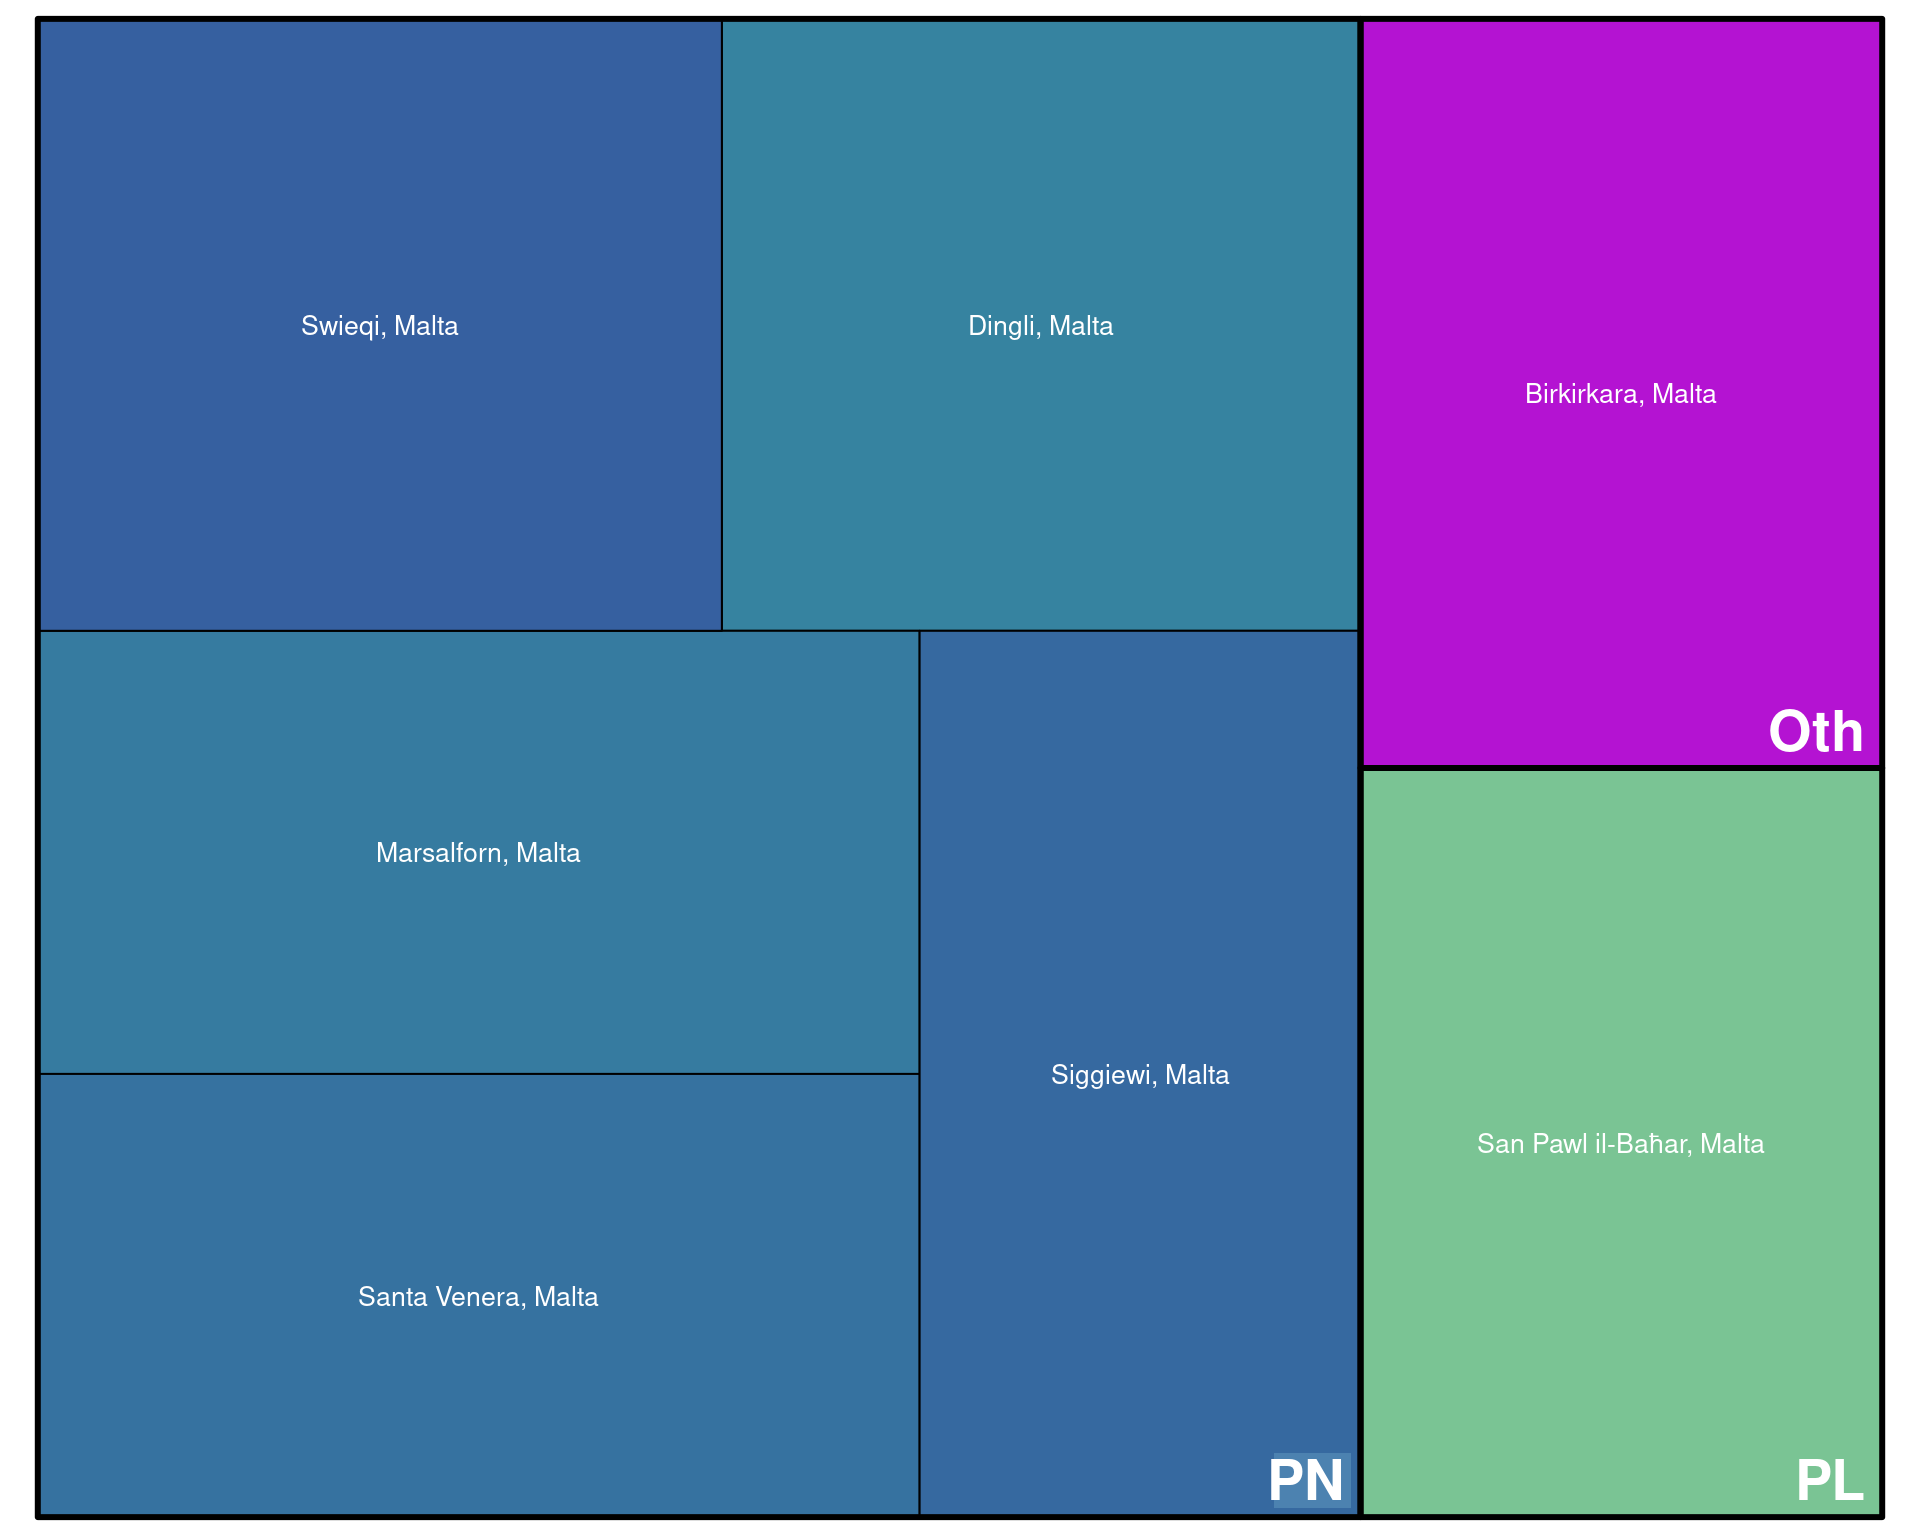 Swieqi, Malta
Dingli, Malta
Birkirkara, Malta
Oth
Marsalforn, Malta
Siggiewi, Malta
San Pawl il-Baħar, Malta
Santa Venera, Malta
PN
PL